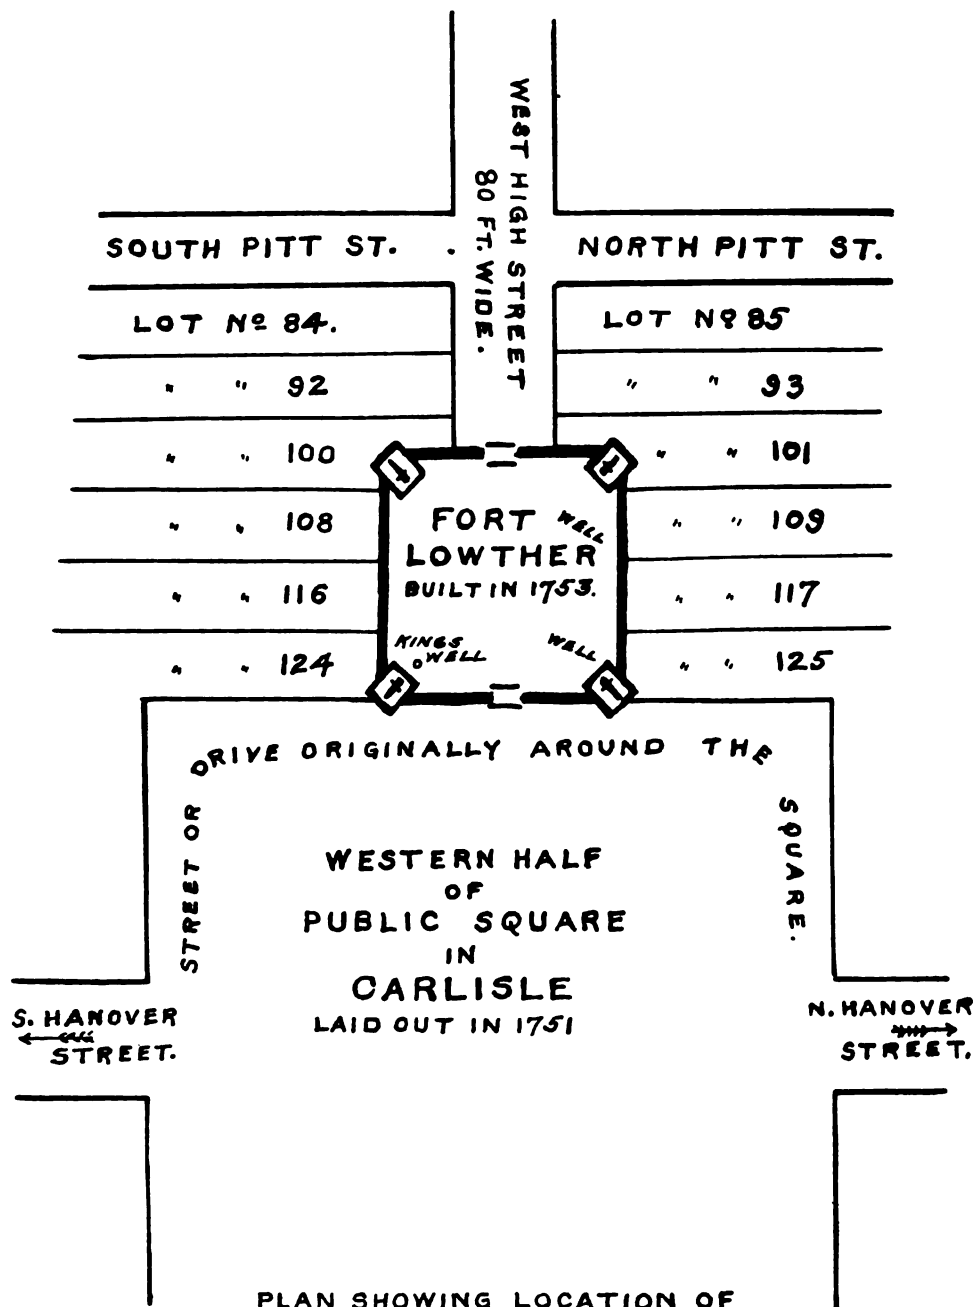 WEST HIGH STREET
80 FT. WIDE.
SOUTH PITT ST.
NORTH PITT ST.
LOT Nº 84.
LOT Nº 85
" " 92
" " 93
" " 100
" " 101
" " 108
" " 109
" " 116
" " 117
" " 124
" " 125
FORT
LOWTHER
BUILT IN 1753.
WELL
KINGS
WELL
WELL
STREET OR DRIVE ORIGINALLY AROUND THE SQUARE.
WESTERN HALF
OF
PUBLIC SQUARE
IN
CARLISLE
LAID OUT IN 1751
S. HANOVER
STREET.
N. HANOVER
STREET.
PLAN SHOWING LOCATION OF